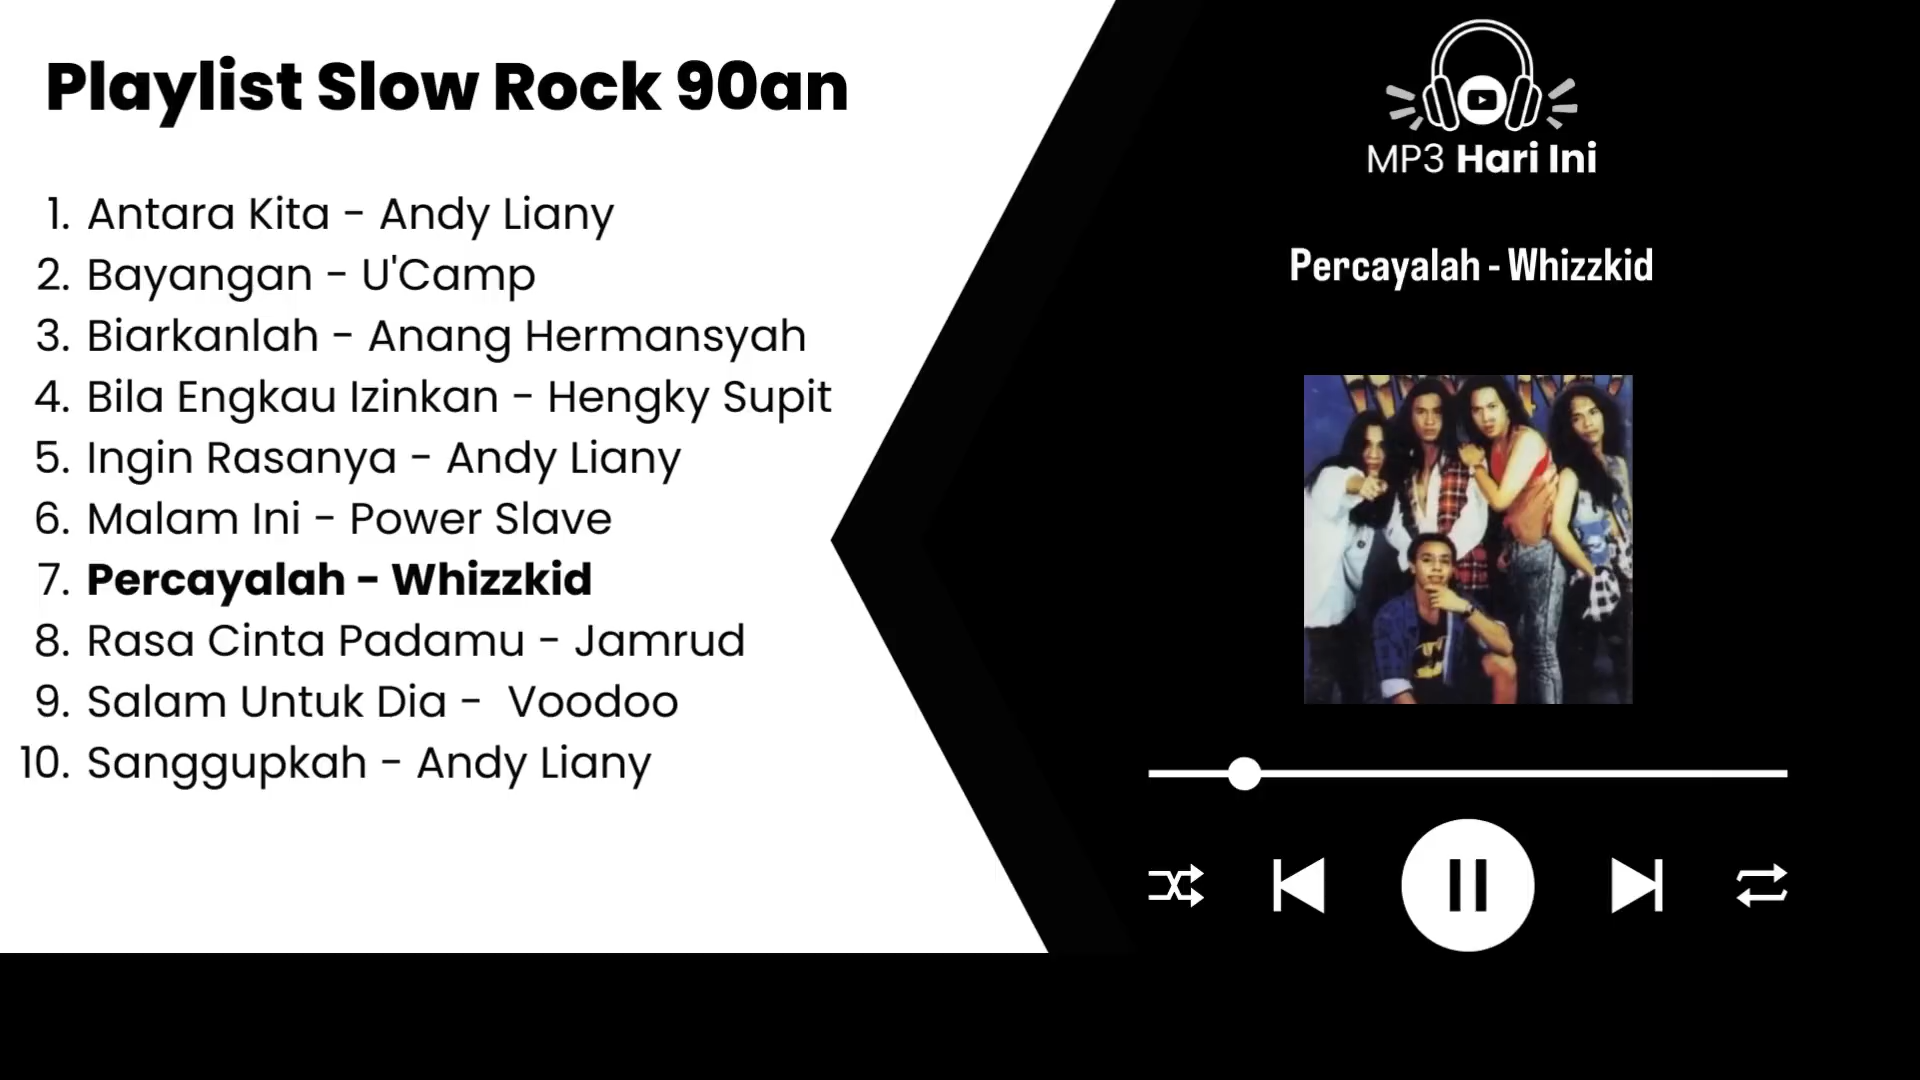 Playlist Slow Rock 90an
1. Antara Kita - Andy Liany
2. Bayangan - U'Camp
3. Biarkanlah - Anang Hermansyah
4. Bila Engkau Izinkan - Hengky Supit
5. Ingin Rasanya - Andy Liany
6. Malam Ini - Power Slave
7. Percayalah - Whizzkid
8. Rasa Cinta Padamu - Jamrud
9. Salam Untuk Dia -  Voodoo
10. Sanggupkah - Andy Liany
MP3 Hari Ini
Percayalah - Whizzkid